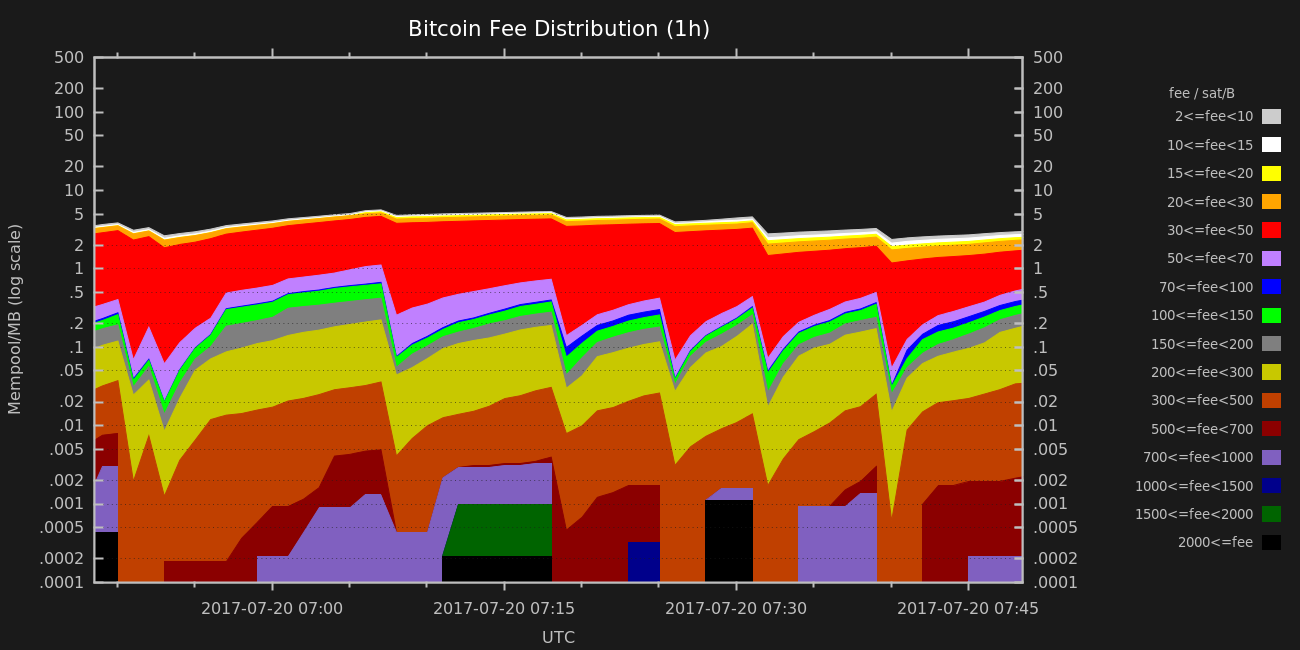 Bitcoin Fee Distribution (1h)
Mempool/MB (log scale)
500
200
100
50
20
10
5
2
1
.5
.2
.1
.05
.02
.01
.005
.002
.001
.0005
.0002
.0001
500
200
100
50
20
10
5
2
1
.5
.2
.1
.05
.02
.01
.005
.002
.001
.0005
.0002
.0001
2017-07-20 07:00
2017-07-20 07:15
2017-07-20 07:30
2017-07-20 07:45
UTC
fee / sat/B
2<=fee<10
10<=fee<15
15<=fee<20
20<=fee<30
30<=fee<50
50<=fee<70
70<=fee<100
100<=fee<150
150<=fee<200
200<=fee<300
300<=fee<500
500<=fee<700
700<=fee<1000
1000<=fee<1500
1500<=fee<2000
2000<=fee